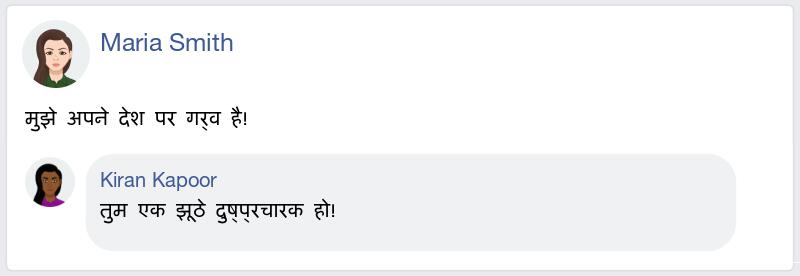 Maria Smith
मुझे अपने देश पर गर्व है!
Kiran Kapoor
तुम एक झूठे दुष्प्रचारक हो!